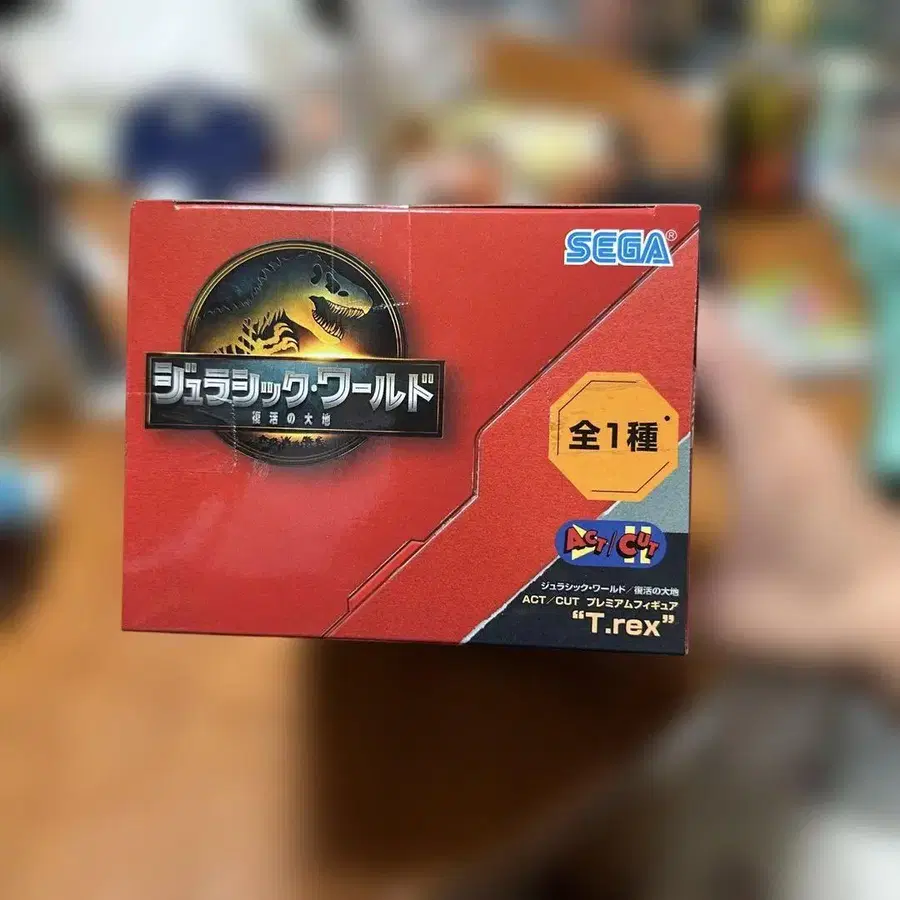 SEGA®
ジュラシック・ワールド
復活の大地
全1種
ACT/CUT
ジュラシック・ワールド/復活の大地
ACT/CUT プレミアムフィギュア
"T.rex"